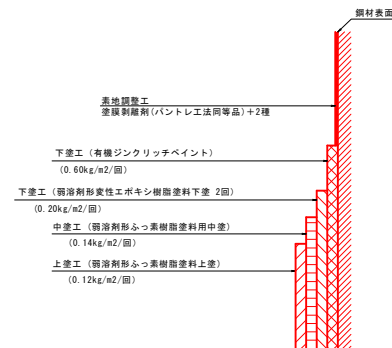 鋼材表面
素地調整工
塗膜剥離剤(パントレ工法同等品)＋2種
下塗工（有機ジンクリッチペイント）
(0.60kg/m2/回)
下塗工（弱溶剤形変性エポキシ樹脂塗料下塗 2回）
(0.20kg/m2/回)
中塗工（弱溶剤形ふっ素樹脂塗料用中塗）
(0.14kg/m2/回)
上塗工（弱溶剤形ふっ素樹脂塗料上塗）
(0.12kg/m2/回)